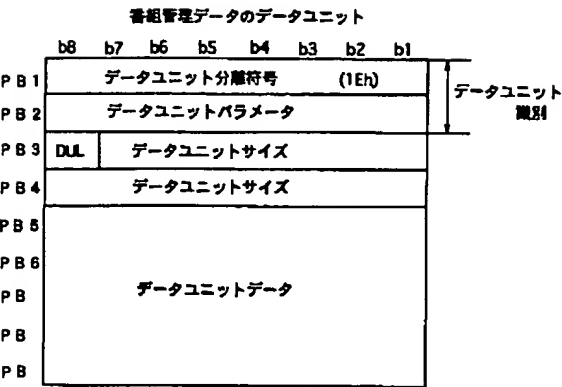 番組管理データのデータユニット
b8 b7 b6 b5 b4 b3 b2 b1
PB1 データユニット分離符号 (1Eh)
データユニット
識別
PB2 データユニットパラメータ
PB3 DUL データユニットサイズ
PB4 データユニットサイズ
PB5
PB6
データユニットデータ
PB
PB
PB